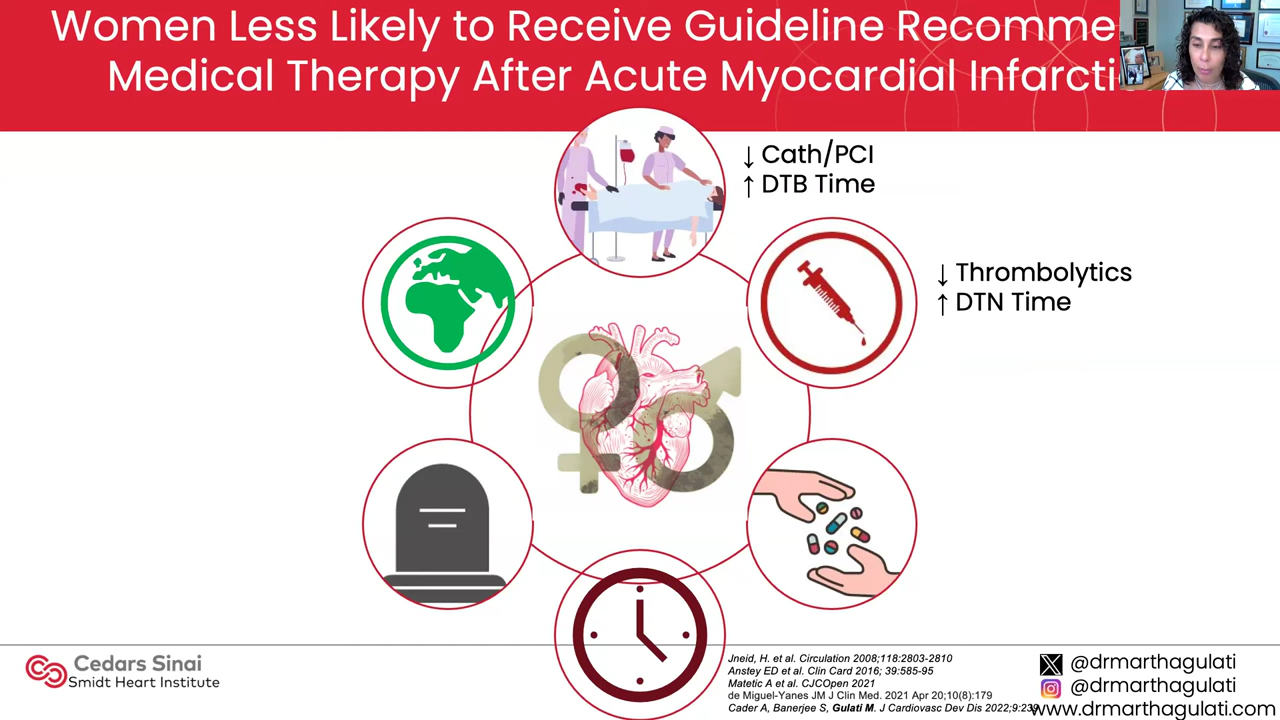 Women Less Likely to Receive Guideline Recomme
Medical Therapy After Acute Myocardial Infarcti
↓ Cath/PCI
↑ DTB Time
↓ Thrombolytics
↑ DTN Time
Cedars Sinai
Smidt Heart Institute
Jneid, H. et al. Circulation 2008;118:2803-2810
Anstey ED et al. Clin Card 2016; 39:585-95
Matetic A et al. CJCOpen 2021
de Miguel-Yanes JM J Clin Med. 2021 Apr 20;10(8):179
Cader A, Banerjee S, Gulati M. J Cardiovasc Dev Dis 2022;9:239
@drmarthagulati
@drmarthagulati
www.drmarthagulati.com